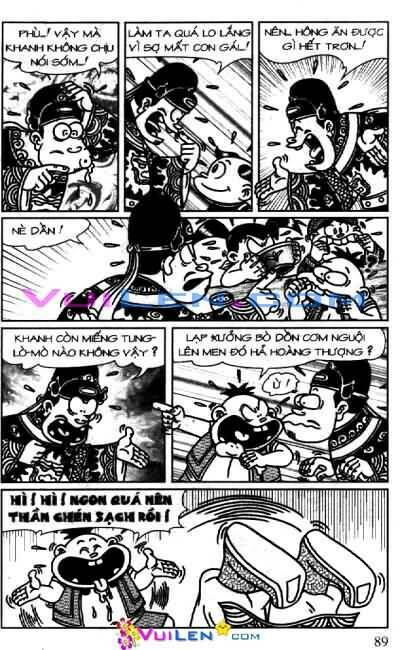 PHÙ..! VẬY MÀ
KHANH KHÔNG CHỊU
NÓI SỚM..!
LÀM TA QUÁ LO LẮNG
VÌ SỢ MẤT CON GÁI..!
NÊN.. HÔNG ĂN ĐƯỢC
GÌ HẾT TRƠN..!
NÈ DẦN!
VUILEN.COM
KHANH CÒN MIẾNG TUNG-
LÒ-MÒ NÀO KHÔNG VẬY?
LẠP XƯỞNG BÒ DỒN CƠM NGUỘI
LÊN MEN ĐÓ HẢ HOÀNG THƯỢNG?
Ừ!
HÌ! HÌ! NGON QUÁ NÊN
THẦN CHÉN SẠCH RỒI!
VUILEN.COM
89